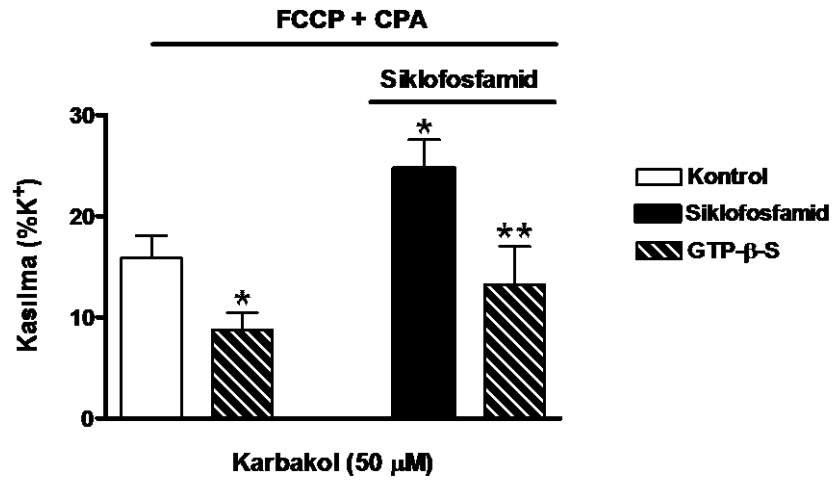 FCCP + CPA
Siklofosfamid
30
20
10
0
Kasılma (%K⁺)
*
*
**
Karbakol (50 µM)
Kontrol
Siklofosfamid
GTP-β-S